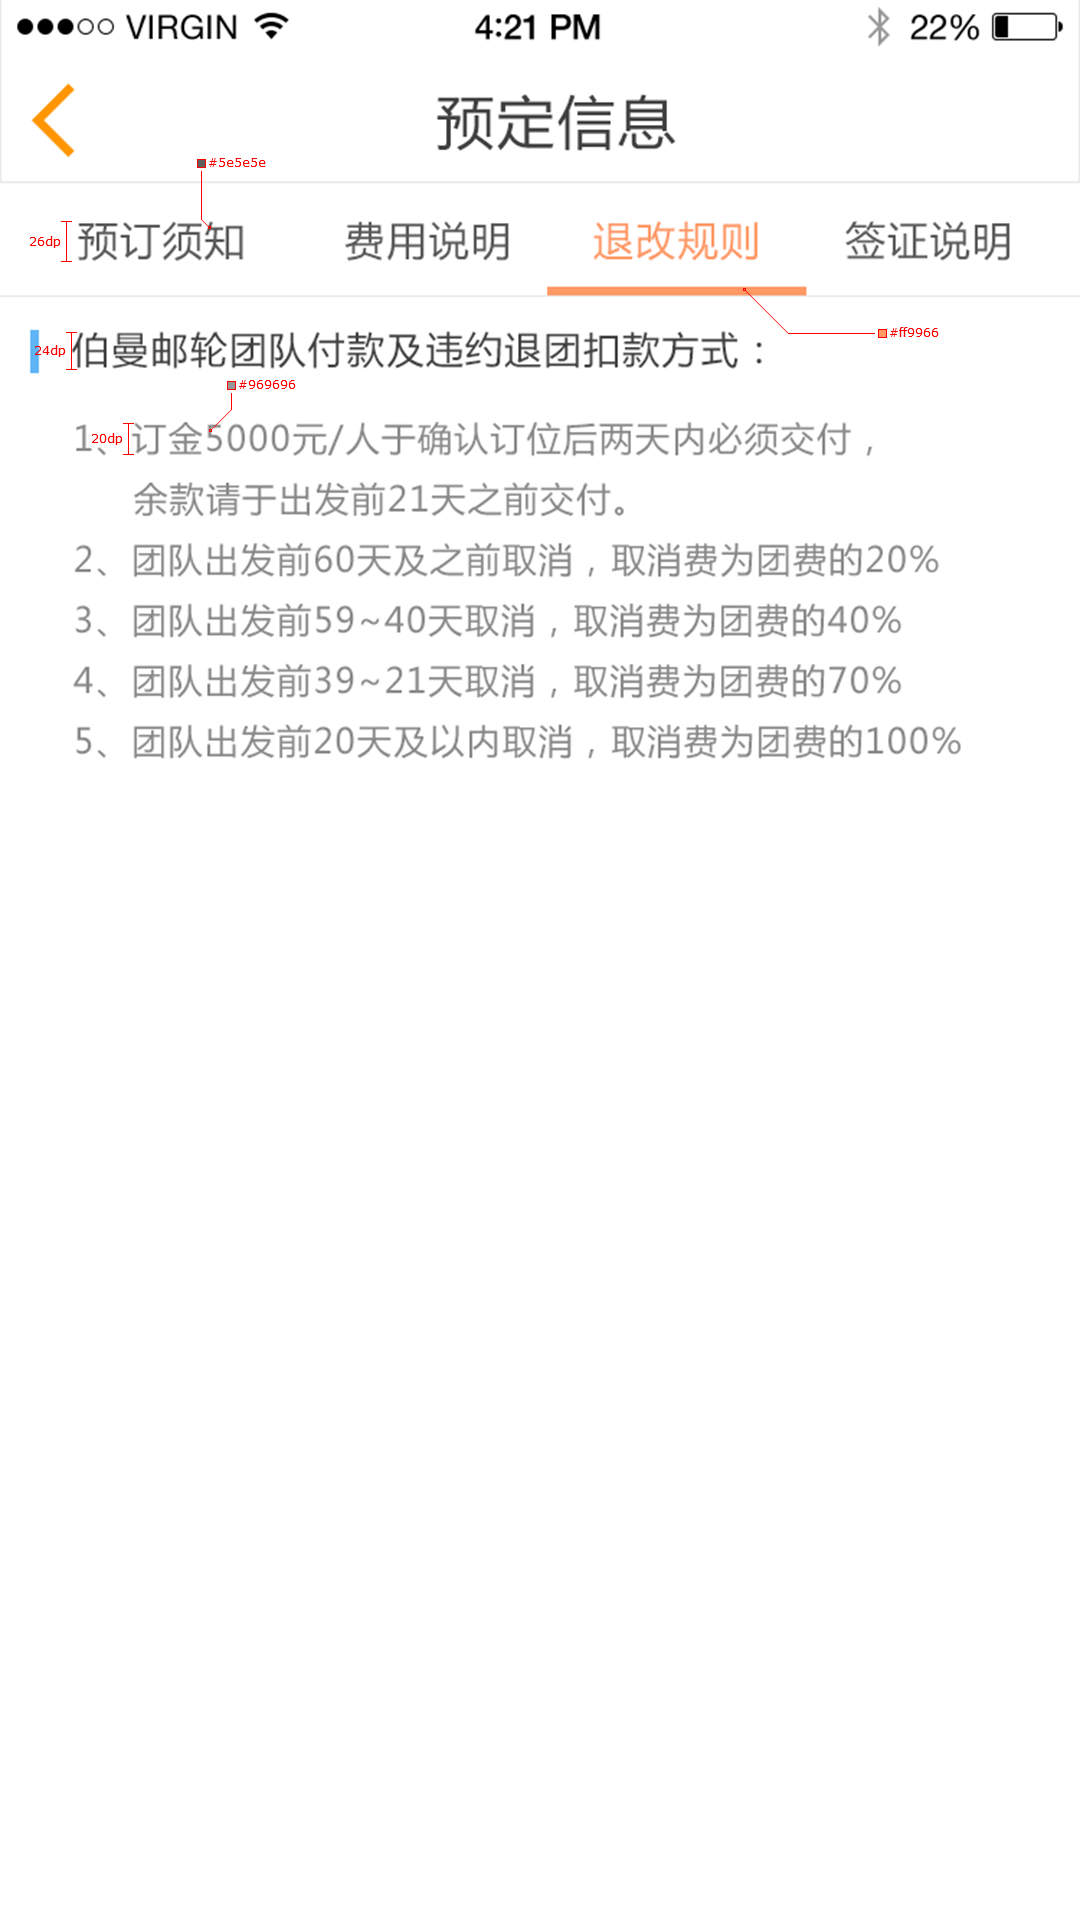 VIRGIN 4:21 PM 22%
预定信息
#5e5e5e
26dp 预订须知 费用说明 退改规则 签证说明
#ff9966
24dp 伯曼邮轮团队付款及违约退团扣款方式：
#969696
1、20dp 订金5000元/人于确认订位后两天内必须交付，
余款请于出发前21天之前交付。
2、团队出发前60天及之前取消，取消费为团费的20%
3、团队出发前59~40天取消，取消费为团费的40%
4、团队出发前39~21天取消，取消费为团费的70%
5、团队出发前20天及以内取消，取消费为团费的100%